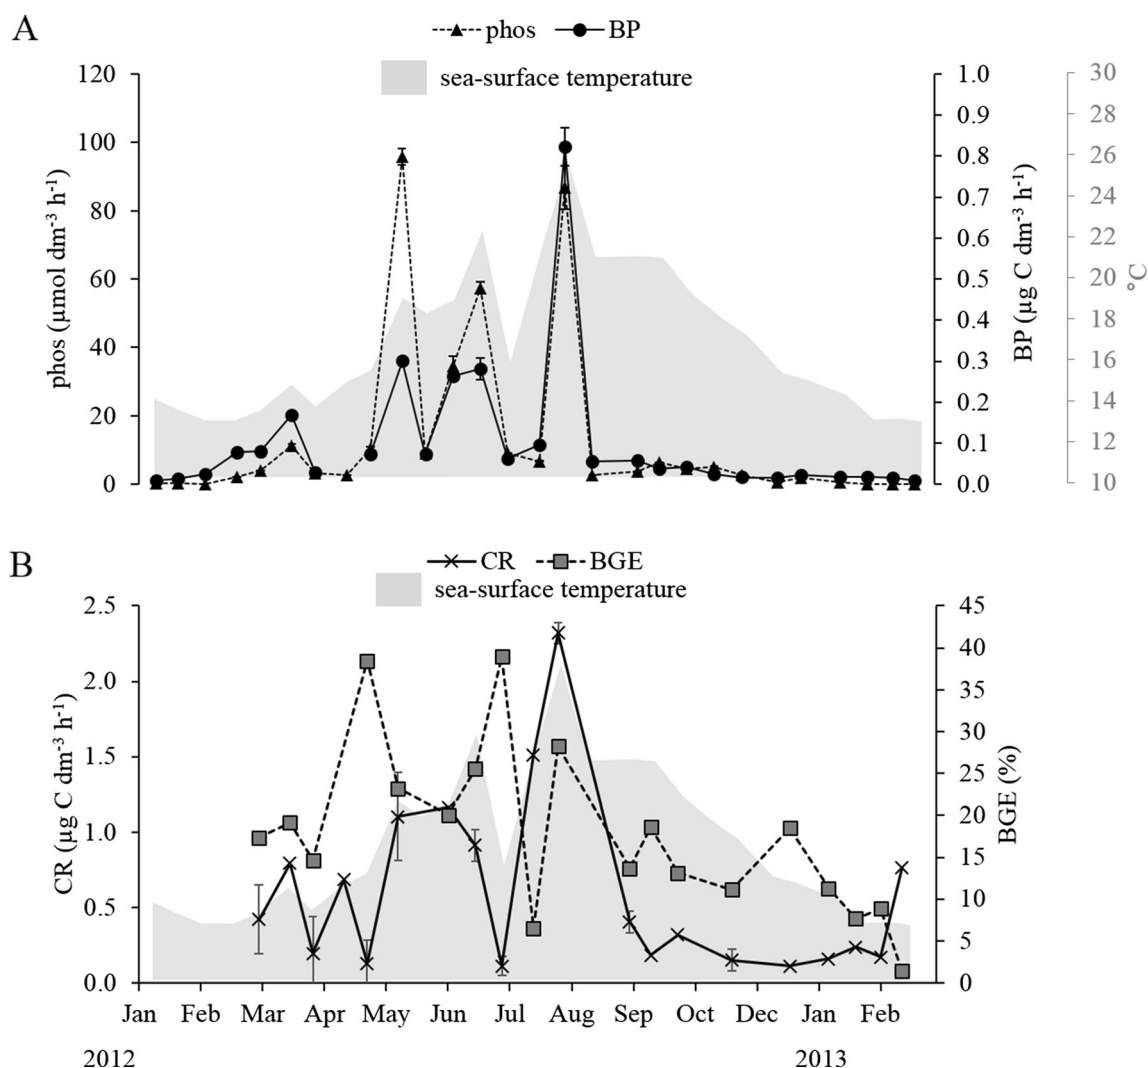 A
phos BP
sea-surface temperature
120 1.0 30
100 0.9 28
80 0.8 26
60 0.7 24
40 0.6 22
20 0.5 20
0 0.4 18
0.3 16
0.2 14
0.1 12
0.0 10
phos (µmol dm-3 h-1)
BP (µg C dm-3 h-1)
°C
B
CR BGE
sea-surface temperature
2.5 45
2.0 40
1.5 35
1.0 30
0.5 25
0.0 20
15
10
5
0
CR (µg C dm-3 h-1)
BGE (%)
Jan Feb Mar Apr May Jun Jul Aug Sep Oct Dec Jan Feb
2012 2013